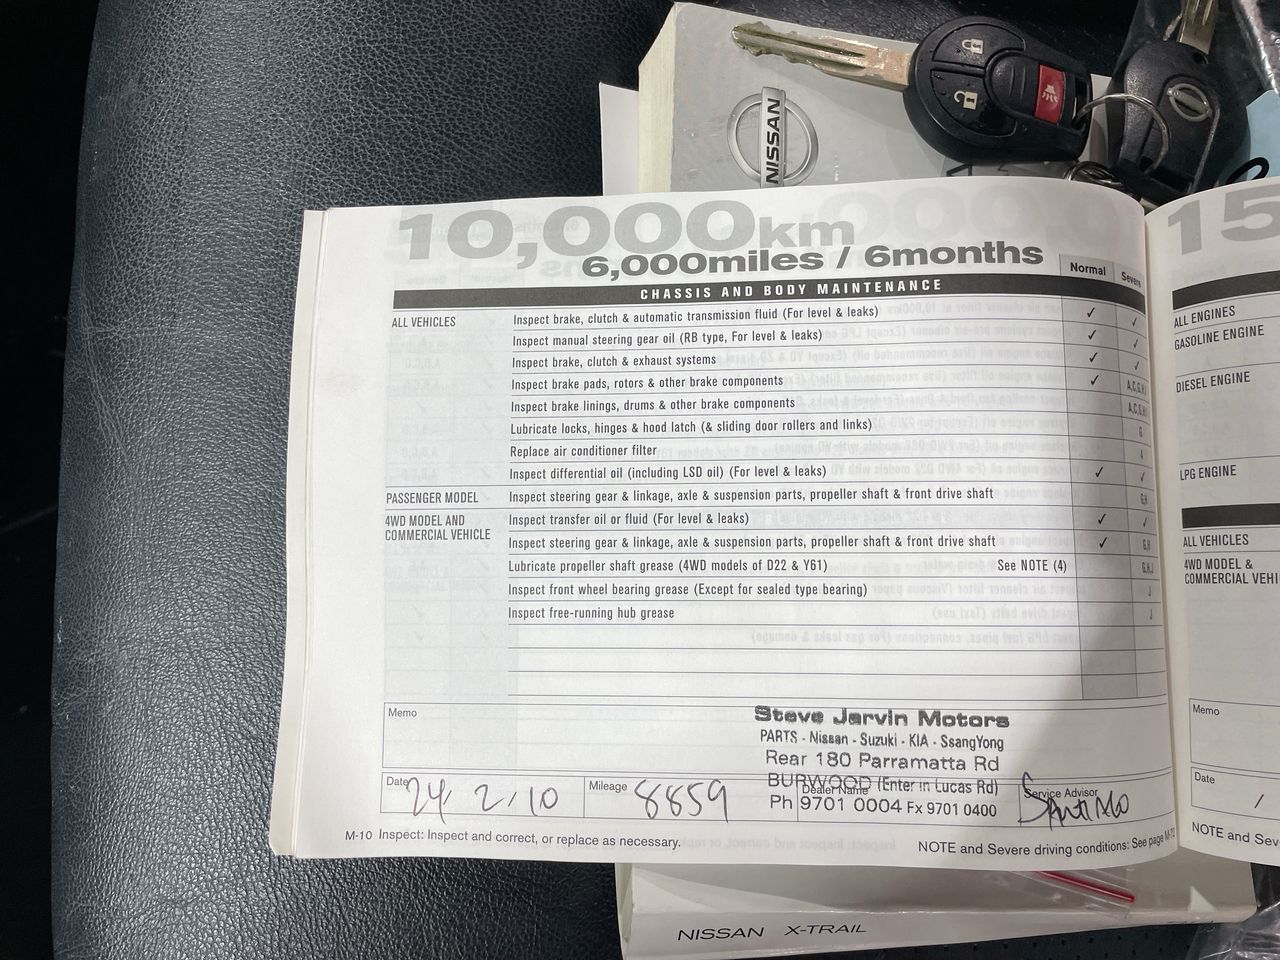 NISSAN
10,000km
6,000miles / 6months
Normal Severe
CHASSIS AND BODY MAINTENANCE
ALL VEHICLES Inspect brake, clutch & automatic transmission fluid (For level & leaks) ✓ ✓
Inspect manual steering gear oil (RB type, For level & leaks) ✓ ✓
Inspect brake, clutch & exhaust systems ✓ ✓
Inspect brake pads, rotors & other brake components ✓ A,C,G,H
Inspect brake linings, drums & other brake components A,C,G,H
Lubricate locks, hinges & hood latch (& sliding door rollers and links) G
Replace air conditioner filter A
Inspect differential oil (including LSD oil) (For level & leaks) ✓ ✓
PASSENGER MODEL Inspect steering gear & linkage, axle & suspension parts, propeller shaft & front drive shaft G,H
4WD MODEL AND
COMMERCIAL VEHICLE
Inspect transfer oil or fluid (For level & leaks) ✓ ✓
Inspect steering gear & linkage, axle & suspension parts, propeller shaft & front drive shaft ✓ G,H
Lubricate propeller shaft grease (4WD models of D22 & Y61) See NOTE (4) G,H,J
Inspect front wheel bearing grease (Except for sealed type bearing) J
Inspect free-running hub grease J
Memo
Steve Jarvin Motors
PARTS - Nissan - Suzuki - KIA - SsangYong
Rear 180 Parramatta Rd
BURWOOD (Enter in Lucas Rd)
Ph 9701 0004 Fx 9701 0400
Date 24/2/10 Mileage 8859 Dealer Name Service Advisor
M-10 Inspect: Inspect and correct, or replace as necessary.
NOTE and Severe driving conditions: See page
15
ALL ENGINES
GASOLINE ENGINE
DIESEL ENGINE
LPG ENGINE
ALL VEHICLES
4WD MODEL &
COMMERCIAL VEHI
Memo
Date
/
NOTE and Sev
NISSAN X-TRAIL